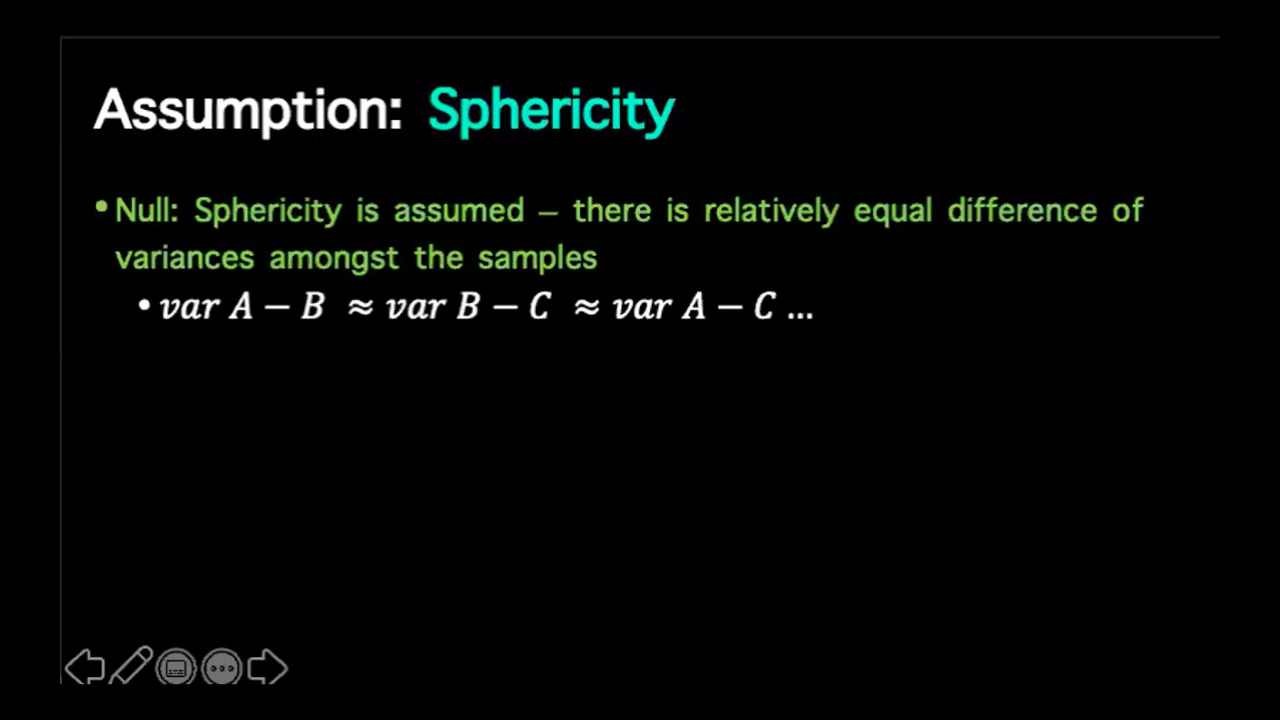 Assumption: Sphericity
• Null: Sphericity is assumed – there is relatively equal difference of
variances amongst the samples
• var A − B ≈ var B − C ≈ var A − C ...